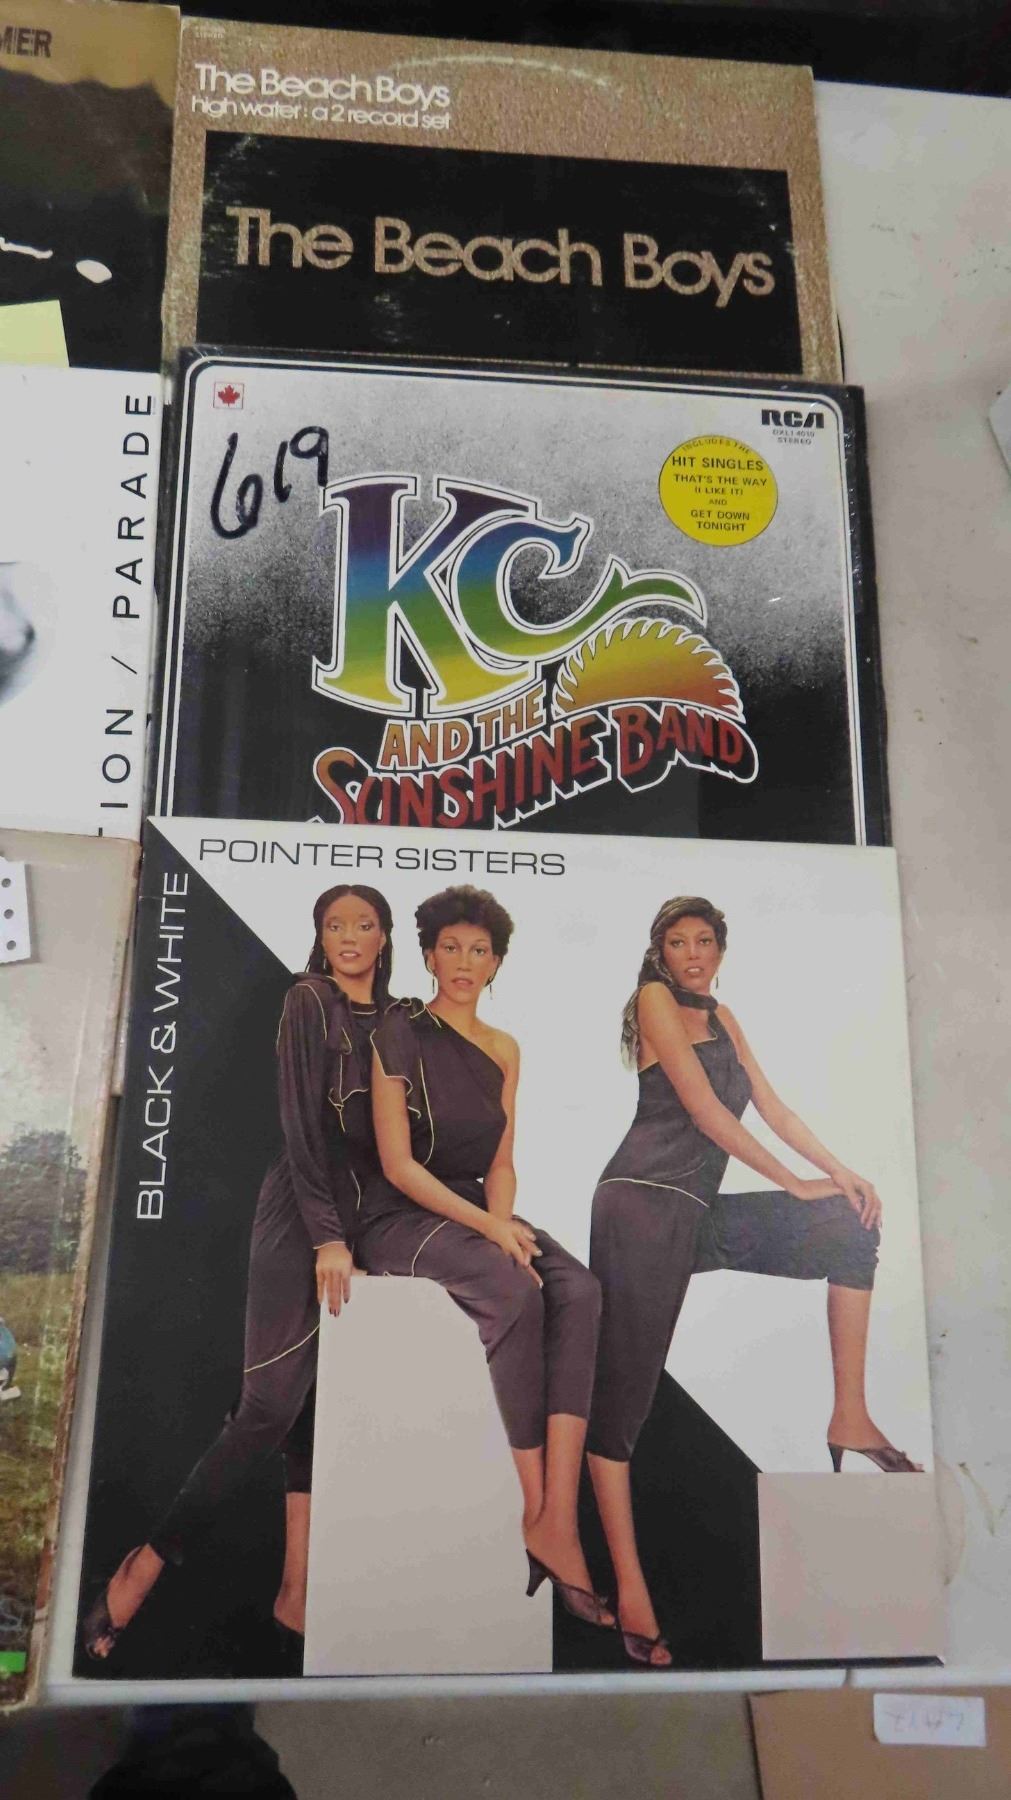 The Beach Boys
high water: a 2 record set
The Beach Boys
RCA
DXL1-4010
STEREO
619
INCLUDES THE
HIT SINGLES
THAT'S THE WAY
(I LIKE IT)
AND
GET DOWN
TONIGHT
KC
AND THE
SUNSHINE BAND
ION / PARADE
POINTER SISTERS
BLACK & WHITE